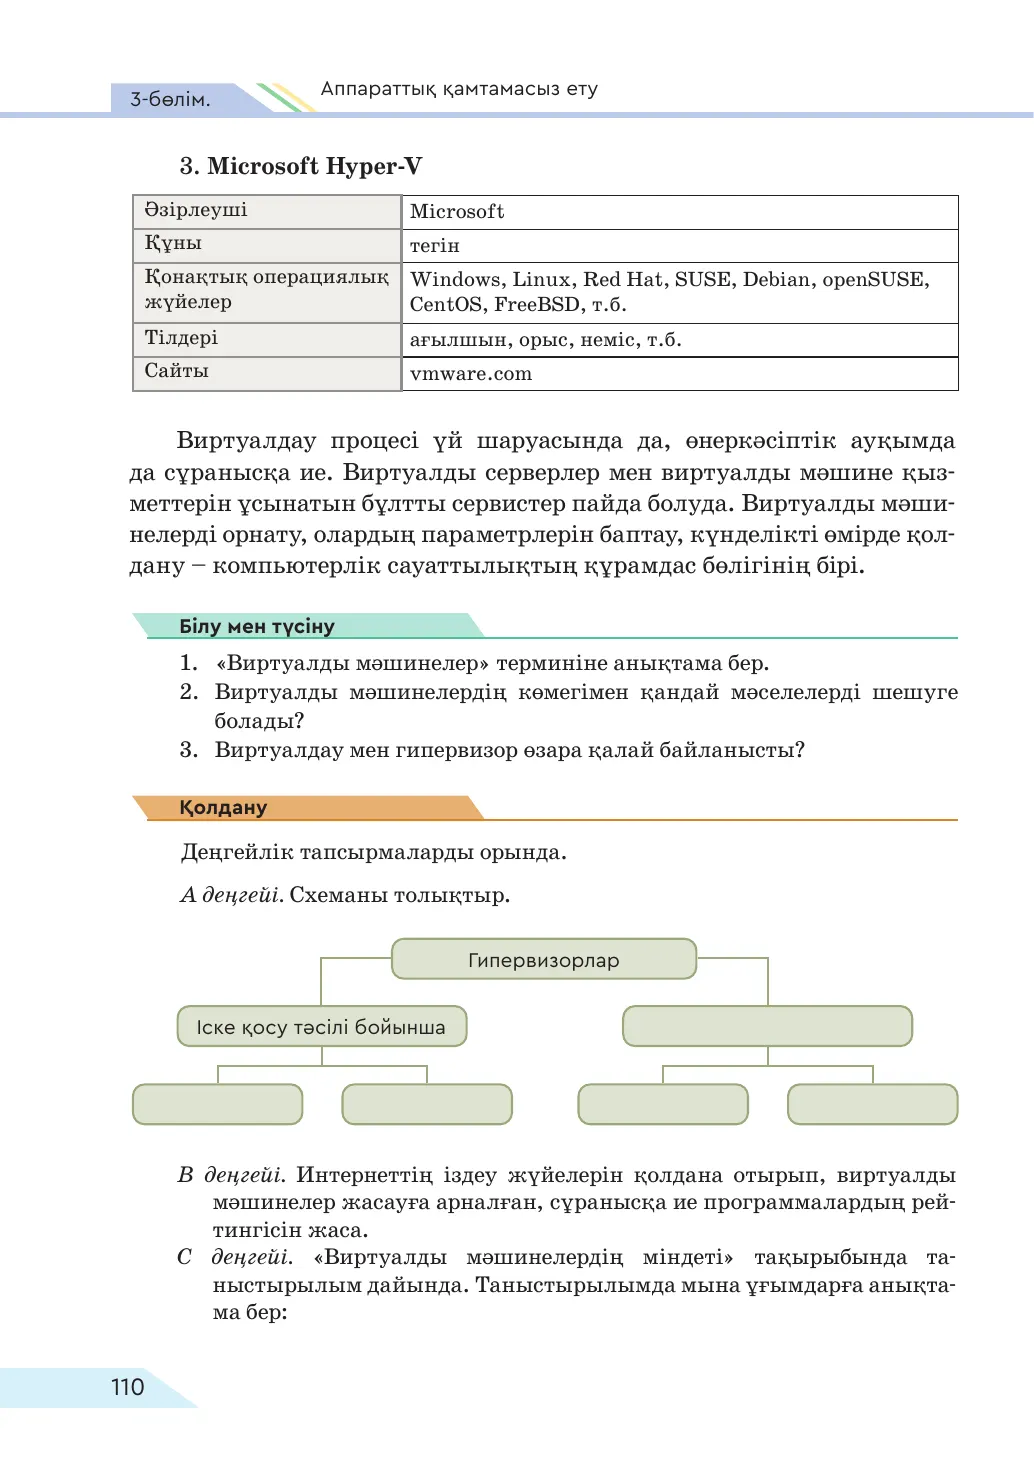 3-бөлім.
Аппараттық қамтамасыз ету
3. Microsoft Hyper-V
Әзірлеуші
Microsoft
Құны
тегін
Қонақтық операциялық
жүйелер
Windows, Linux, Red Hat, SUSE, Debian, openSUSE,
CentOS, FreeBSD, т.б.
Тілдері
ағылшын, орыс, неміс, т.б.
Сайты
vmware.com
Виртуалдау процесі үй шаруасында да, өнеркәсіптік ауқымда
да сұранысқа ие. Виртуалды серверлер мен виртуалды мәшине қыз-
меттерін ұсынатын бұлтты сервистер пайда болуда. Виртуалды мәши-
нелерді орнату, олардың параметрлерін баптау, күнделікті өмірде қол-
дану – компьютерлік сауаттылықтың құрамдас бөлігінің бірі.
Білу мен түсіну
1. «Виртуалды мәшинелер» терминіне анықтама бер.
2. Виртуалды мәшинелердің көмегімен қандай мәселелерді шешуге
болады?
3. Виртуалдау мен гипервизор өзара қалай байланысты?
Қолдану
Деңгейлік тапсырмаларды орында.
А деңгейі. Схеманы толықтыр.
Гипервизорлар
Іске қосу тәсілі бойынша
В деңгейі. Интернеттің іздеу жүйелерін қолдана отырып, виртуалды
мәшинелер жасауға арналған, сұранысқа ие программалардың рей-
тингісін жаса.
С деңгейі. «Виртуалды мәшинелердің міндеті» тақырыбында та-
ныстырылым дайында. Таныстырылымда мына ұғымдарға анықта-
ма бер:
110